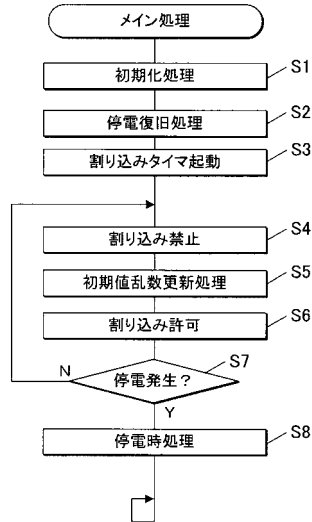 メイン処理
初期化処理
S1
停電復旧処理
S2
割り込みタイマ起動
S3
割り込み禁止
S4
初期値乱数更新処理
S5
割り込み許可
S6
停電発生?
S7
N
Y
停電時処理
S8